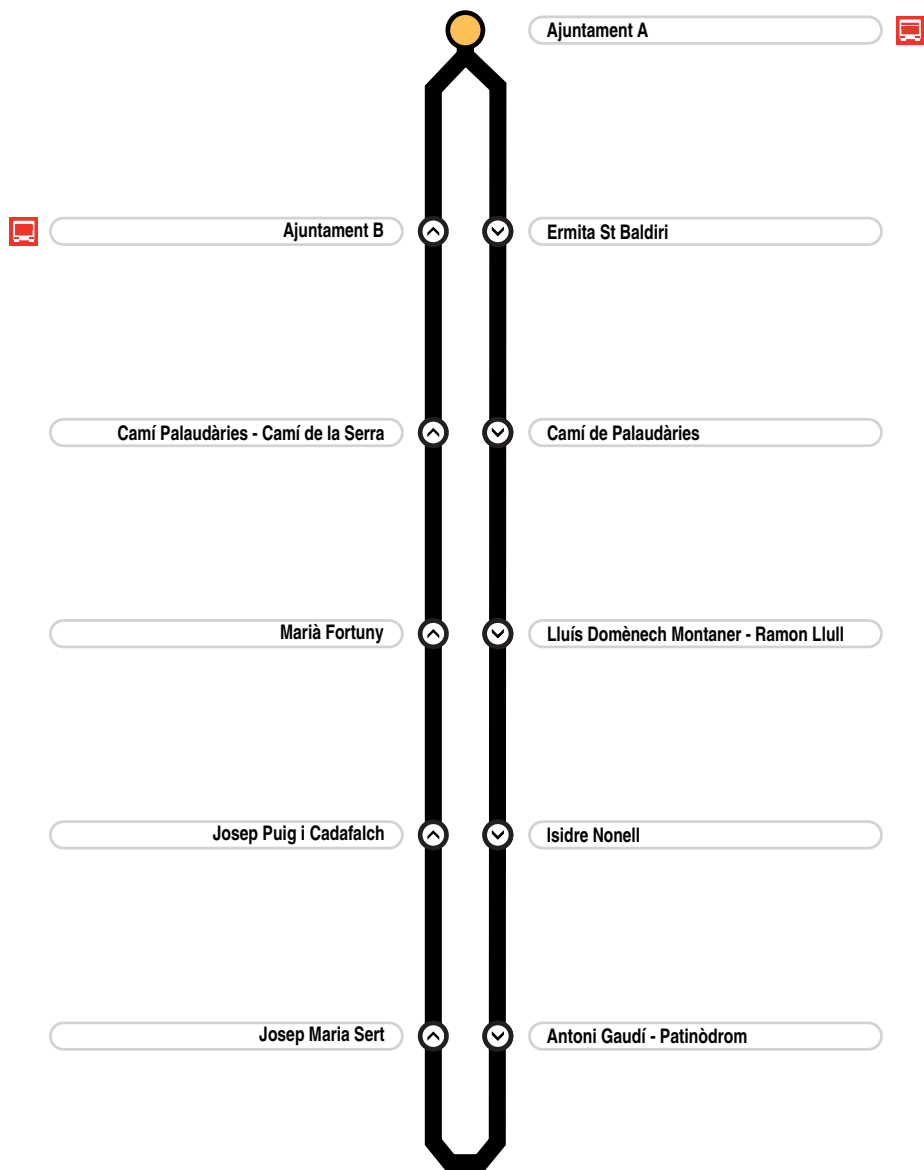 Ajuntament A
Ajuntament B
Ermita St Baldiri
Camí Palaudàries - Camí de la Serra
Camí de Palaudàries
Marià Fortuny
Lluís Domènech Montaner - Ramon Llull
Josep Puig i Cadafalch
Isidre Nonell
Josep Maria Sert
Antoni Gaudí - Patinòdrom